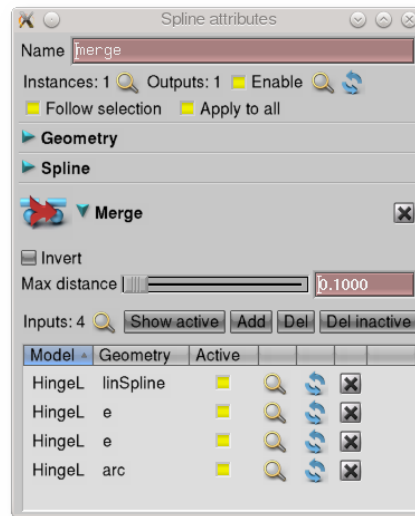 Spline attributes
Name merge
Instances: 1 Outputs: 1 Enable
Follow selection Apply to all
Geometry
Spline
Merge
Invert
Max distance 0.1000
Inputs: 4 Show active Add Del Del inactive
Model Geometry Active
HingeL linSpline
HingeL e
HingeL e
HingeL arc